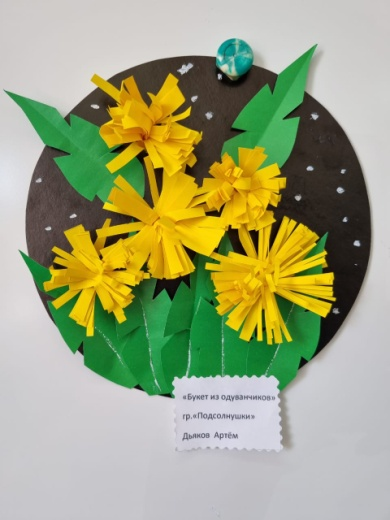 «Букет из одуванчиков»
гр.«Подсолнушки»
Дьяков Артём